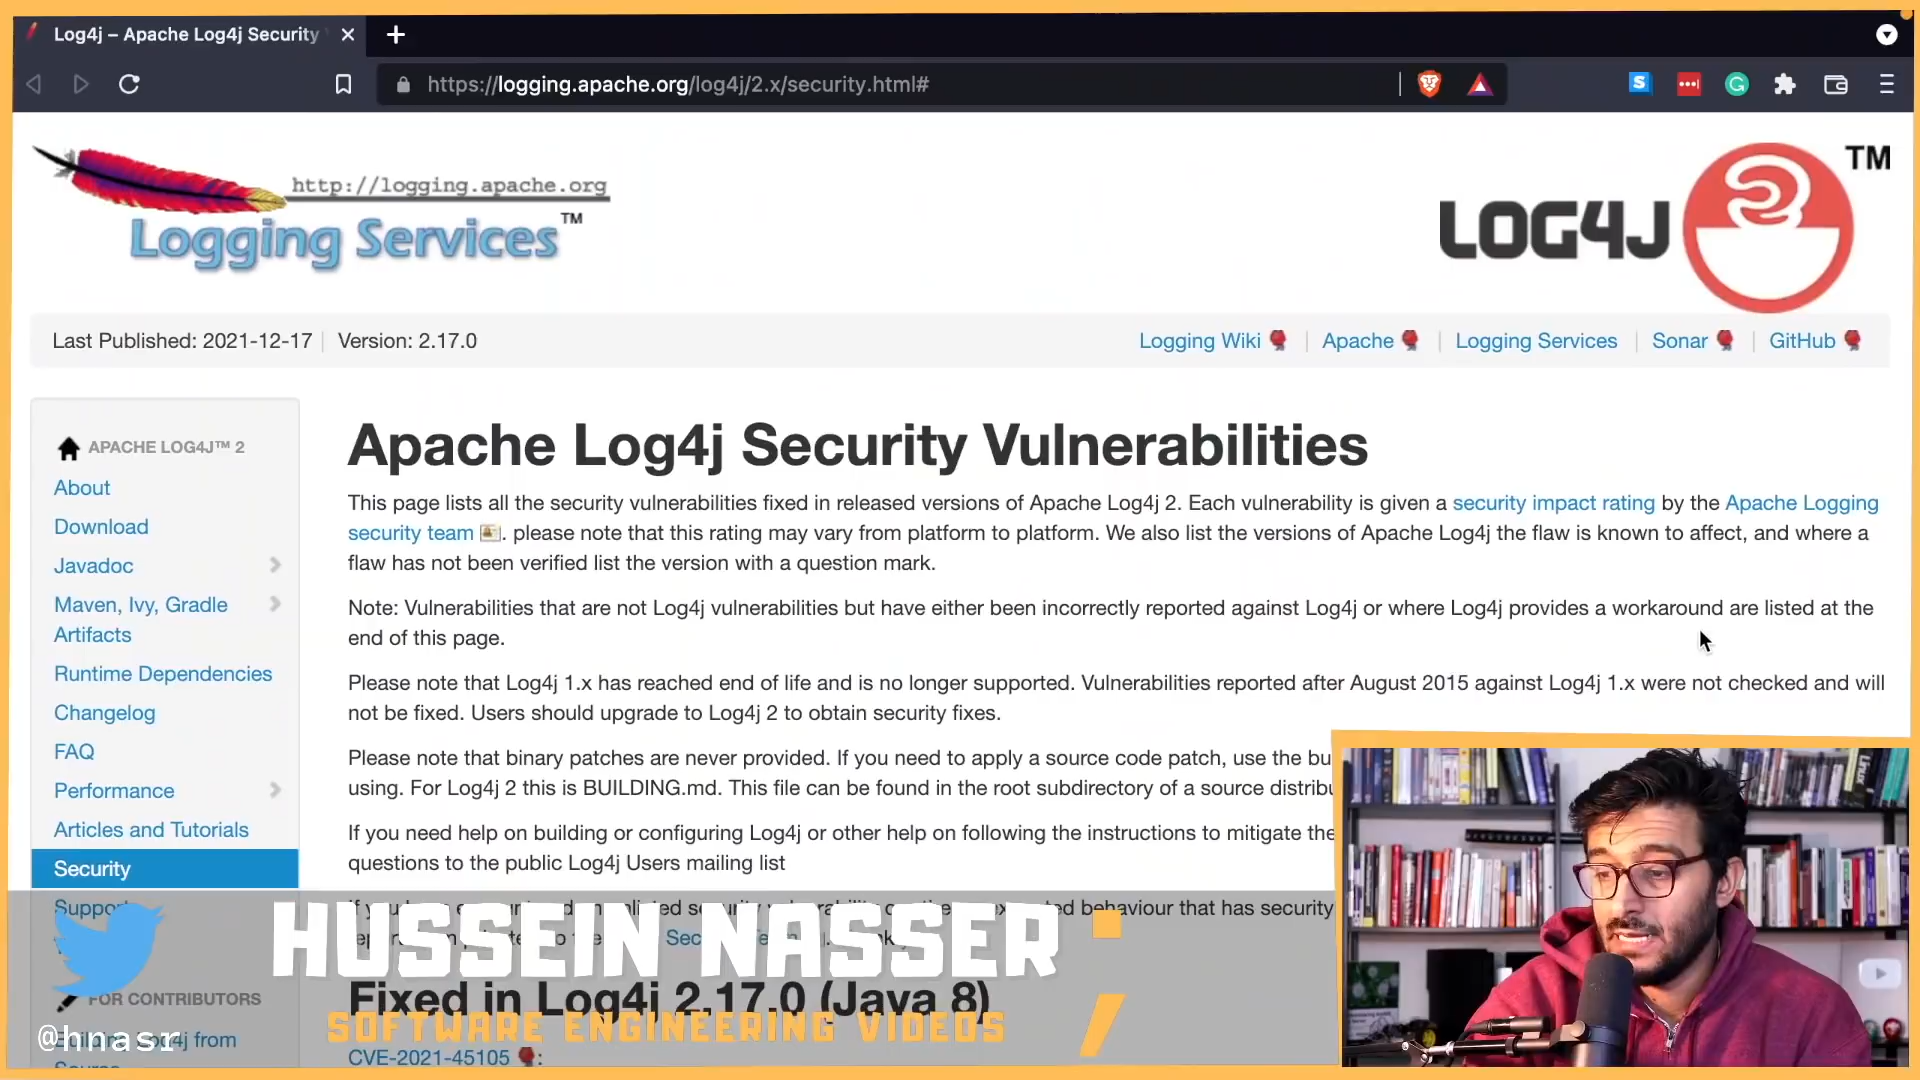 Log4j – Apache Log4j Security
https://logging.apache.org/log4j/2.x/security.html#
http://logging.apache.org
Logging Services™
LOG4J
2
TM
Last Published: 2021-12-17
Version: 2.17.0
Logging Wiki
Apache
Logging Services
Sonar
GitHub
APACHE LOG4J™ 2
About
Download
Javadoc
Maven, Ivy, Gradle
Artifacts
Runtime Dependencies
Changelog
FAQ
Performance
Articles and Tutorials
Security
Support
FOR CONTRIBUTORS
Building Log4j from
Source
Apache Log4j Security Vulnerabilities
This page lists all the security vulnerabilities fixed in released versions of Apache Log4j 2. Each vulnerability is given a security impact rating by the Apache Logging
security team. please note that this rating may vary from platform to platform. We also list the versions of Apache Log4j the flaw is known to affect, and where a
flaw has not been verified list the version with a question mark.
Note: Vulnerabilities that are not Log4j vulnerabilities but have either been incorrectly reported against Log4j or where Log4j provides a workaround are listed at the
end of this page.
Please note that Log4j 1.x has reached end of life and is no longer supported. Vulnerabilities reported after August 2015 against Log4j 1.x were not checked and will
not be fixed. Users should upgrade to Log4j 2 to obtain security fixes.
Please note that binary patches are never provided. If you need to apply a source code patch, use the bu
using. For Log4j 2 this is BUILDING.md. This file can be found in the root subdirectory of a source distribu
If you need help on building or configuring Log4j or other help on following the instructions to mitigate the
questions to the public Log4j Users mailing list
behaviour that has security
Fixed in Log4j 2.17.0 (Java 8)
CVE-2021-45105 :
HUSSEIN NASSER ;
SOFTWARE ENGINEERING VIDEOS
@hnasr